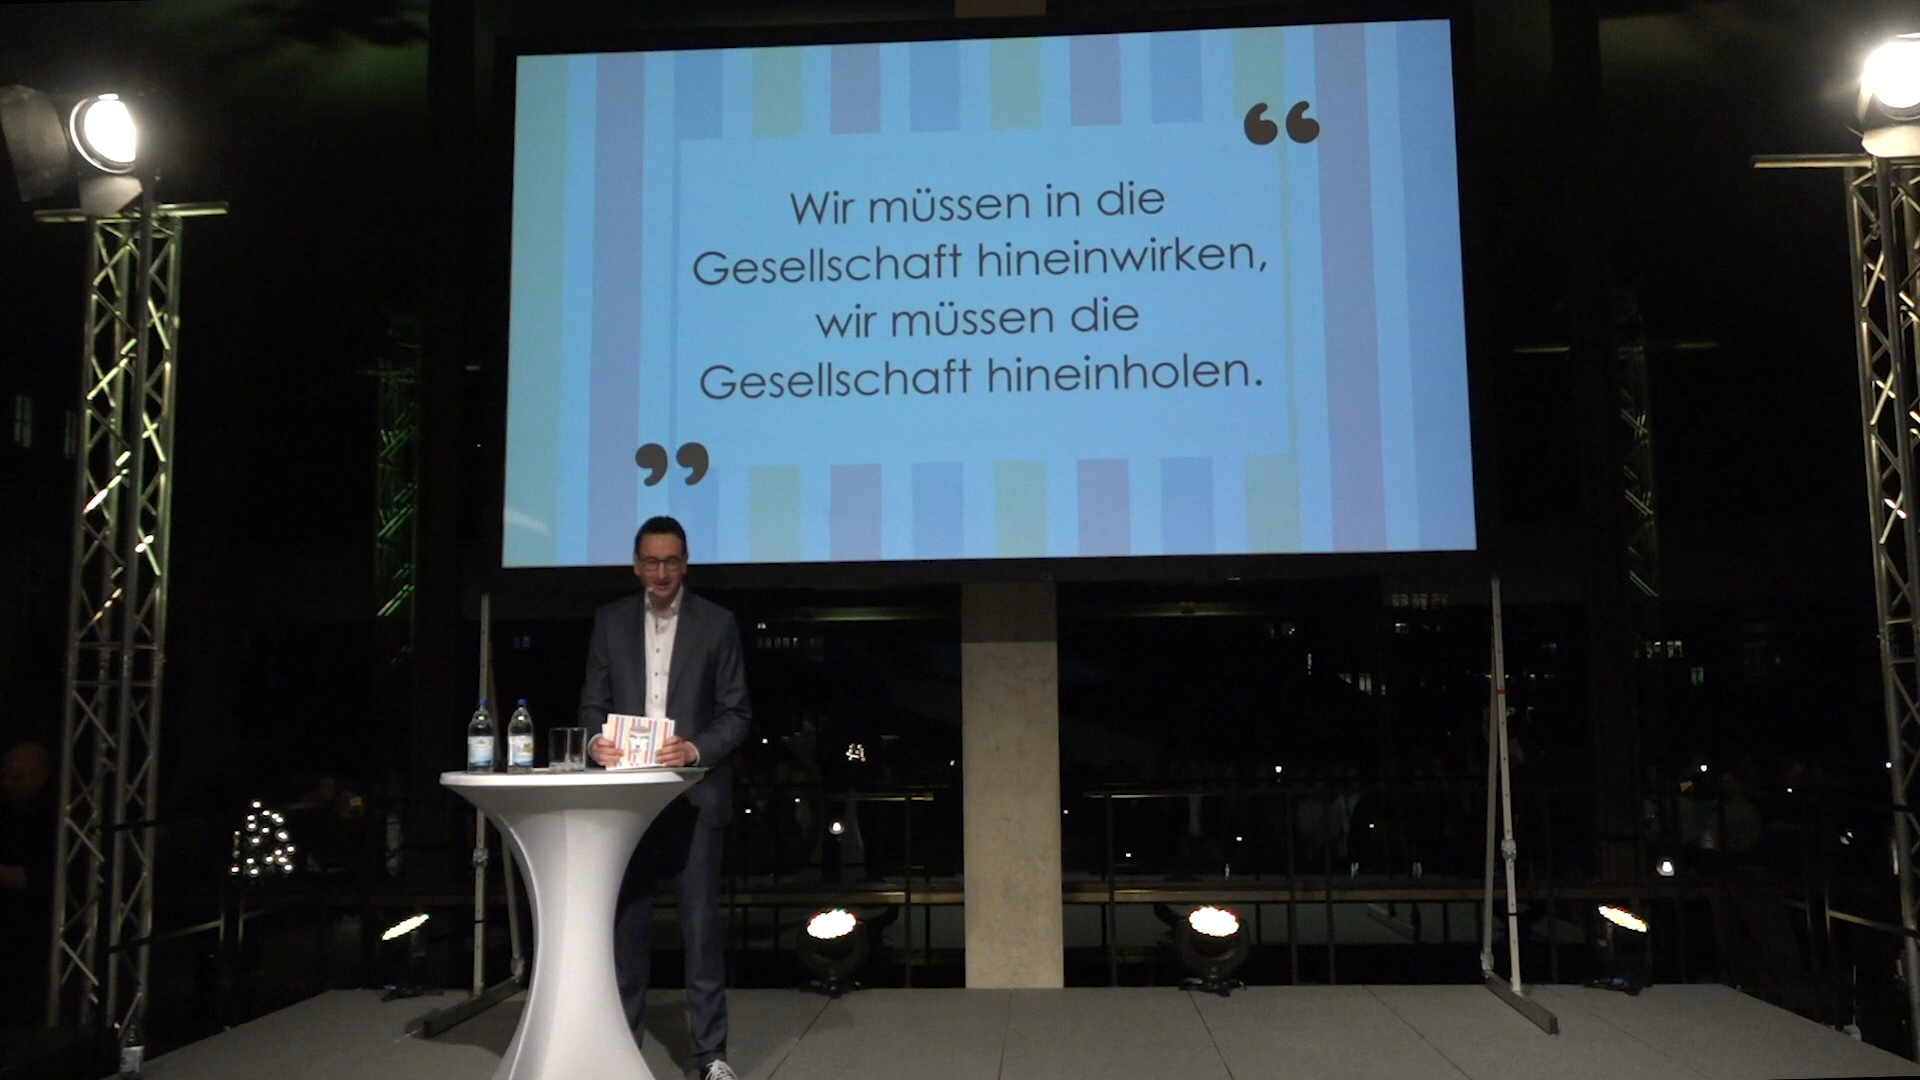 Wir müssen in die
Gesellschaft hineinwirken,
wir müssen die
Gesellschaft hineinholen.